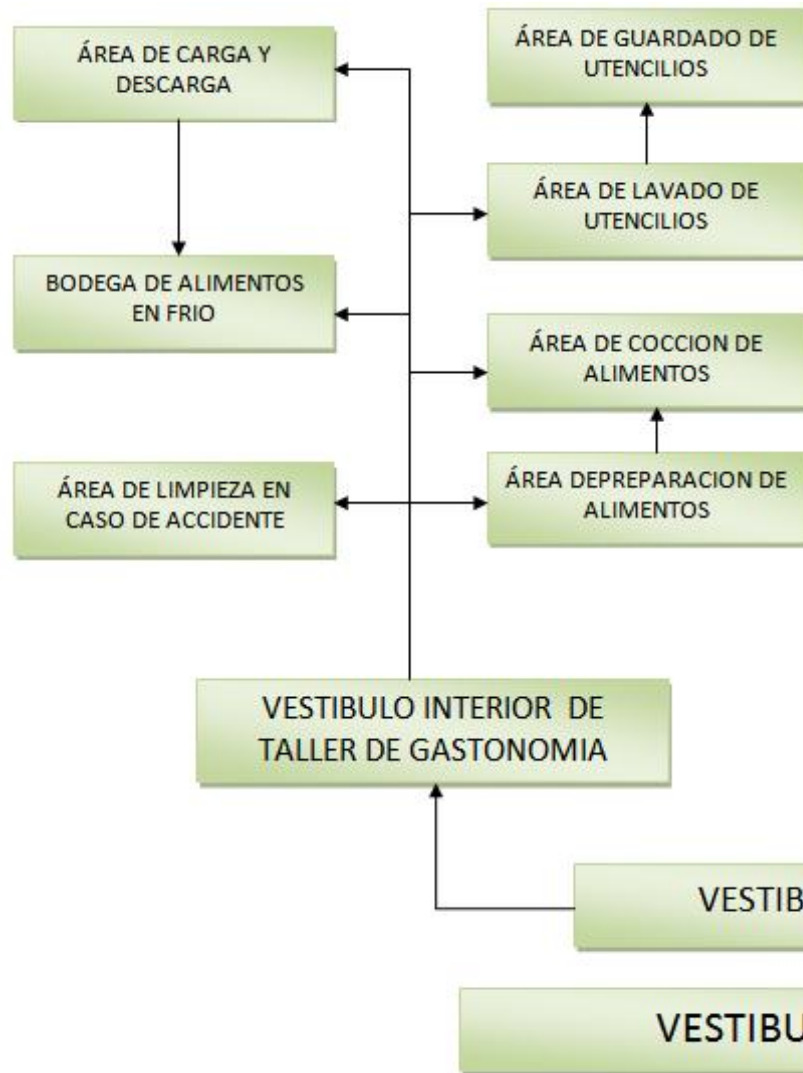 ÁREA DE CARGA Y
DESCARGA
ÁREA DE GUARDADO DE
UTENCILIOS
ÁREA DE LAVADO DE
UTENCILIOS
BODEGA DE ALIMENTOS
EN FRIO
ÁREA DE COCCION DE
ALIMENTOS
ÁREA DE LIMPIEZA EN
CASO DE ACCIDENTE
ÁREA DEPREPARACION DE
ALIMENTOS
VESTIBULO INTERIOR DE
TALLER DE GASTONOMIA
VESTIB
VESTIBU